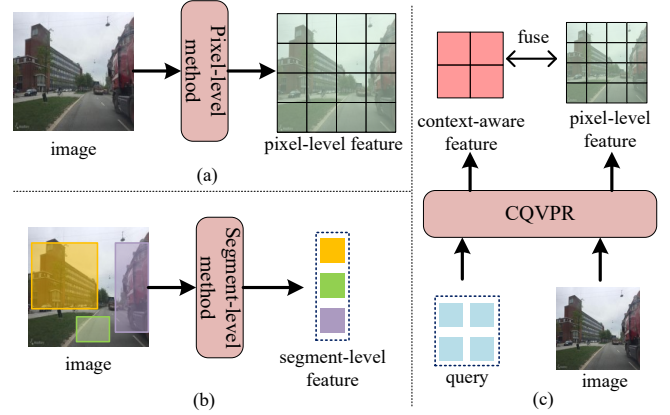 Pixel-level
method
image
pixel-level feature
(a)
Segment-level
method
image
segment-level
feature
(b)
fuse
context-aware
feature
pixel-level
feature
CQVPR
query
image
(c)